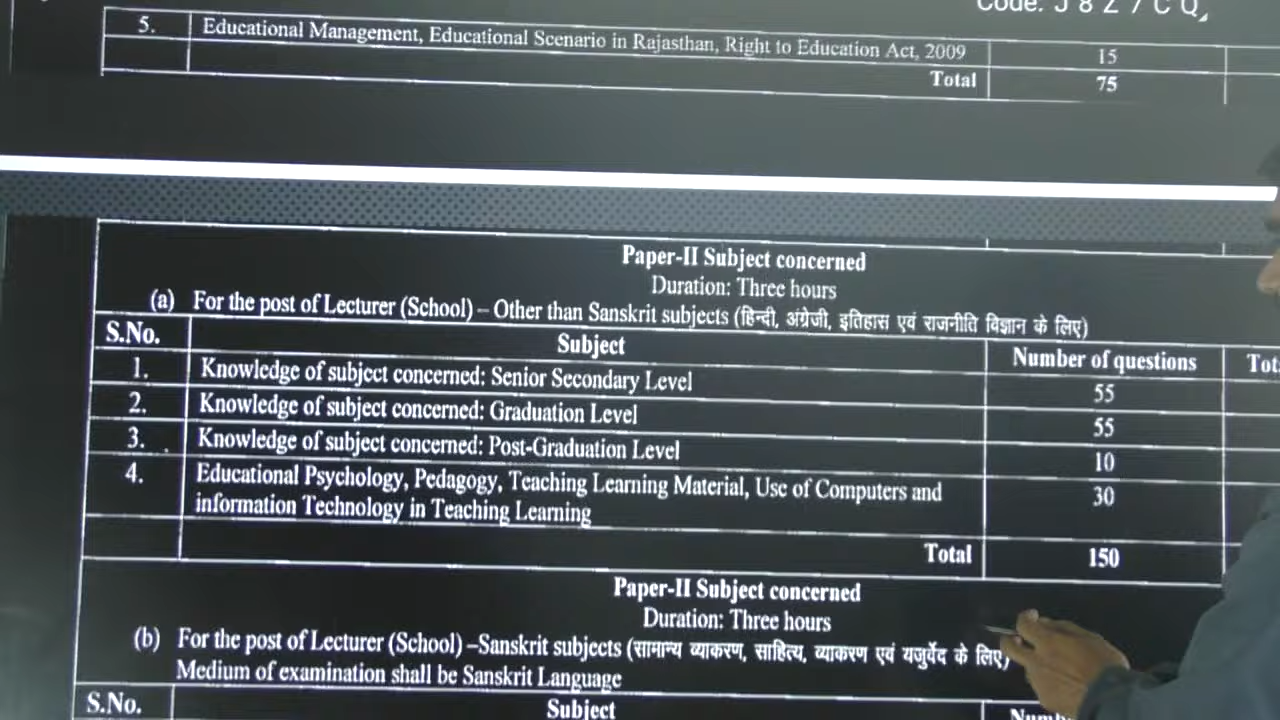 Code: J 8 Z 7 C Q
5. Educational Management, Educational Scenario in Rajasthan, Right to Education Act, 2009 15
Total 75
Paper-II Subject concerned
Duration: Three hours
(a) For the post of Lecturer (School) – Other than Sanskrit subjects (हिन्दी, अंग्रेजी, इतिहास एवं राजनीति विज्ञान के लिए)
S.No. Subject Number of questions Tot
1. Knowledge of subject concerned: Senior Secondary Level 55
2. Knowledge of subject concerned: Graduation Level 55
3. Knowledge of subject concerned: Post-Graduation Level 10
4. Educational Psychology, Pedagogy, Teaching Learning Material, Use of Computers and 30
information Technology in Teaching Learning
Total 150
Paper-II Subject concerned
Duration: Three hours
(b) For the post of Lecturer (School) –Sanskrit subjects (सामान्य व्याकरण, साहित्य, व्याकरण एवं यजुर्वेद के लिए)
Medium of examination shall be Sanskrit Language
S.No. Subject